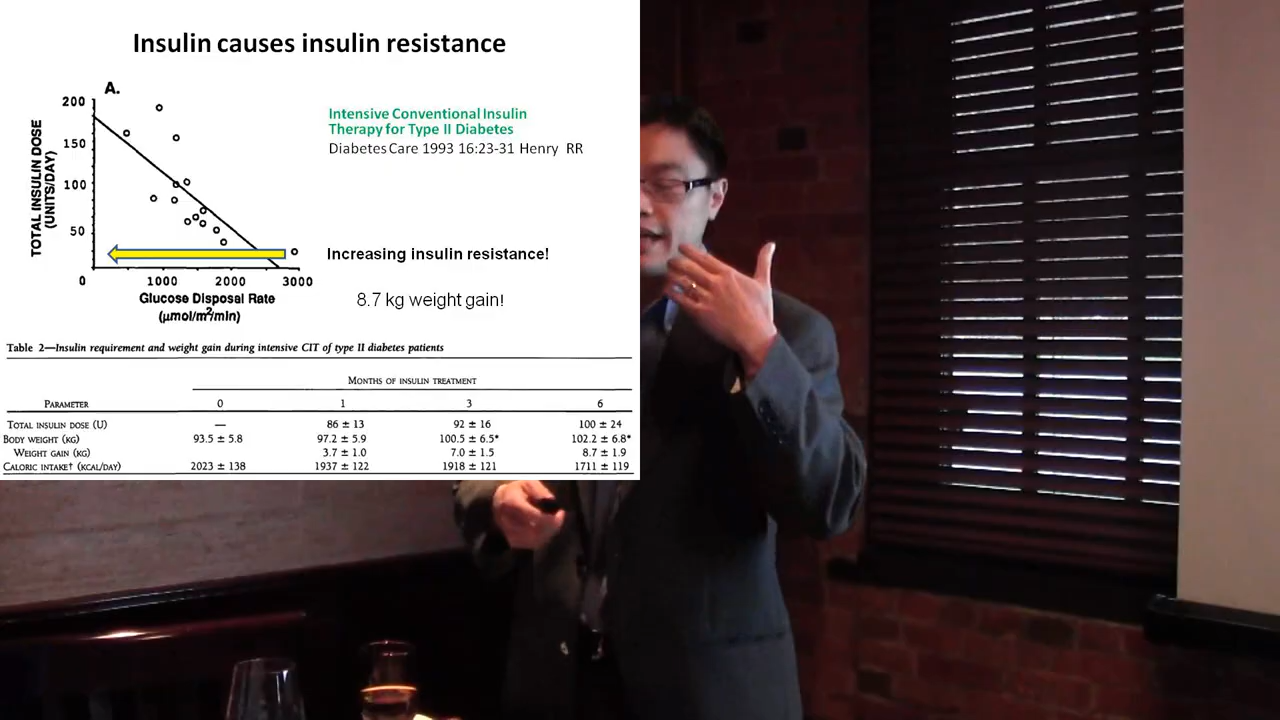 Insulin causes insulin resistance
A.
TOTAL INSULIN DOSE
(UNITS/DAY)
200
150
100
50
0 1000 2000 3000
Glucose Disposal Rate
(μmol/m²/min)
Intensive Conventional Insulin
Therapy for Type II Diabetes
Diabetes Care 1993 16:23-31 Henry RR
Increasing insulin resistance!
8.7 kg weight gain!
Table 2—Insulin requirement and weight gain during intensive CIT of type II diabetes patients
MONTHS OF INSULIN TREATMENT
PARAMETER 0 1 3 6
TOTAL INSULIN DOSE (U) — 86 ± 13 92 ± 16 100 ± 24
BODY WEIGHT (KG) 93.5 ± 5.8 97.2 ± 5.9 100.5 ± 6.5* 102.2 ± 6.8*
WEIGHT GAIN (KG) 3.7 ± 1.0 7.0 ± 1.5 8.7 ± 1.9
CALORIC INTAKE† (KCAL/DAY) 2023 ± 138 1937 ± 122 1918 ± 121 1711 ± 119